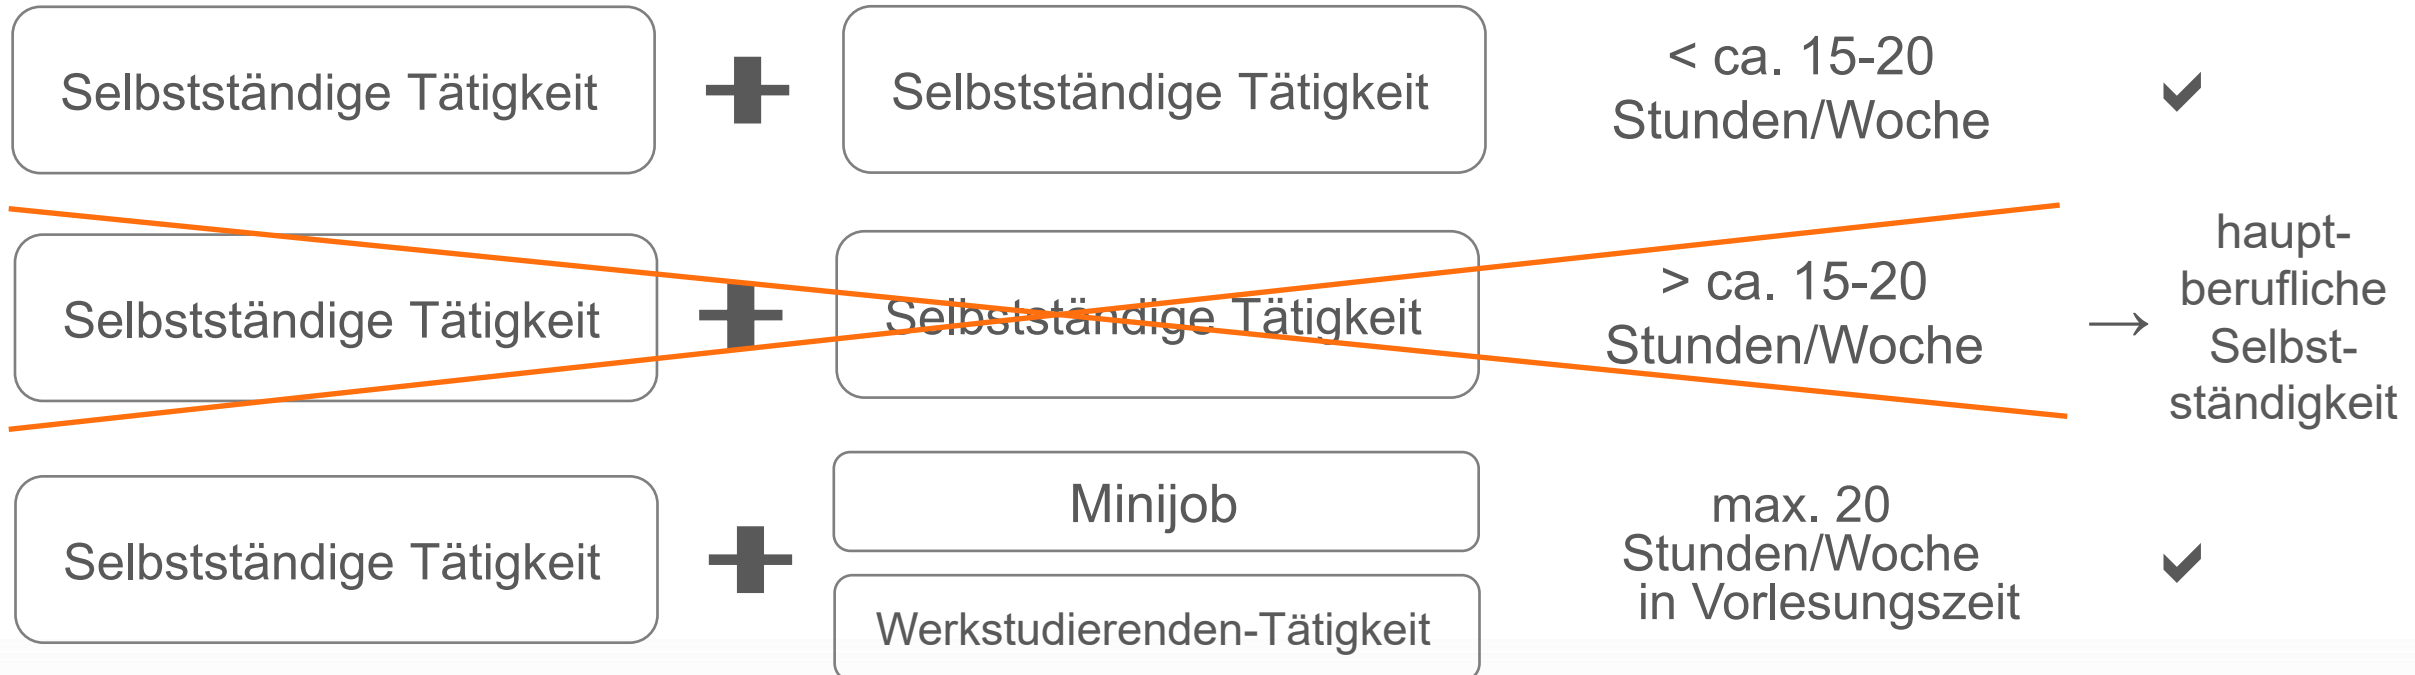 Selbstständige Tätigkeit
Selbstständige Tätigkeit
< ca. 15-20
Stunden/Woche
Selbstständige Tätigkeit
Selbstständige Tätigkeit
> ca. 15-20
Stunden/Woche
→
haupt-
berufliche
Selbst-
ständigkeit
Selbstständige Tätigkeit
Minijob
Werkstudierenden-Tätigkeit
max. 20
Stunden/Woche
in Vorlesungszeit